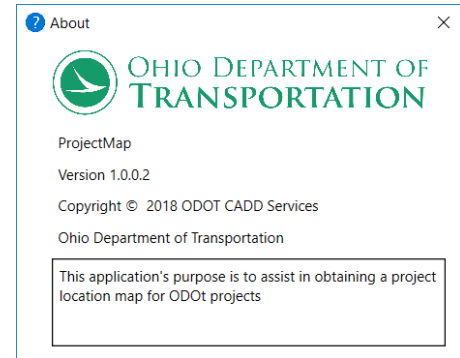 About
OHIO DEPARTMENT OF
TRANSPORTATION
ProjectMap
Version 1.0.0.2
Copyright ©  2018 ODOT CADD Services
Ohio Department of Transportation
This application's purpose is to assist in obtaining a project
location map for ODOt projects